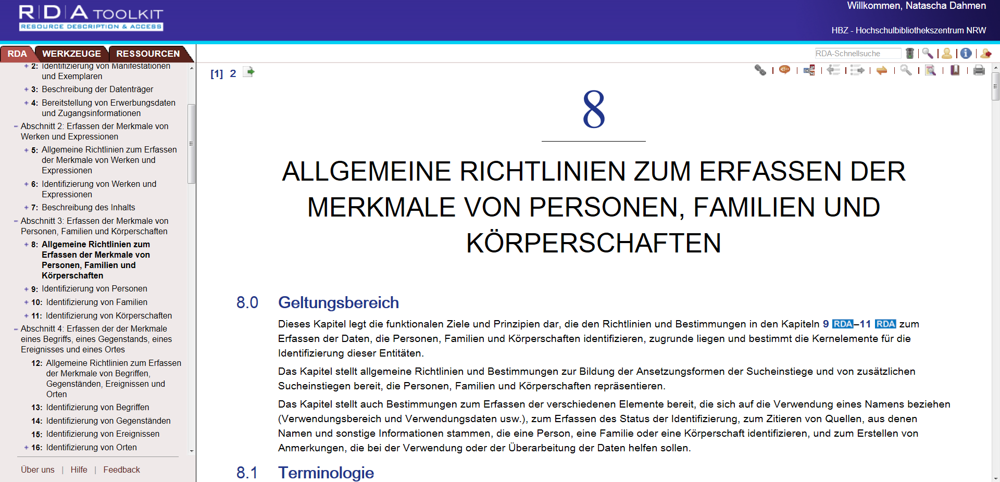 R|D|A TOOLKIT
RESOURCE DESCRIPTION & ACCESS
Willkommen, Natascha Dahmen
HBZ - Hochschulbibliothekszentrum NRW
RDA WERKZEUGE RESSOURCEN
RDA-Schnellsuche
+ 2: Identifizierung von Manifestationen
und Exemplaren
+ 3: Beschreibung der Datenträger
+ 4: Bereitstellung von Erwerbungsdaten
und Zugangsinformationen
– Abschnitt 2: Erfassen der Merkmale von
Werken und Expressionen
+ 5: Allgemeine Richtlinien zum Erfassen
der Merkmale von Werken und
Expressionen
+ 6: Identifizierung von Werken und
Expressionen
+ 7: Beschreibung des Inhalts
– Abschnitt 3: Erfassen der Merkmale von
Personen, Familien und Körperschaften
+ 8: Allgemeine Richtlinien zum
Erfassen der Merkmale von
Personen, Familien und
Körperschaften
+ 9: Identifizierung von Personen
+ 10: Identifizierung von Familien
+ 11: Identifizierung von Körperschaften
– Abschnitt 4: Erfassen der der Merkmale
eines Begriffs, eines Gegenstands, eines
Ereignisses und eines Ortes
12: Allgemeine Richtlinien zum Erfassen
der Merkmale von Begriffen,
Gegenständen, Ereignissen und
Orten
13: Identifizierung von Begriffen
14: Identifizierung von Gegenständen
15: Identifizierung von Ereignissen
+ 16: Identifizierung von Orten
Über uns | Hilfe | Feedback
[1] 2
8
ALLGEMEINE RICHTLINIEN ZUM ERFASSEN DER
MERKMALE VON PERSONEN, FAMILIEN UND
KÖRPERSCHAFTEN
8.0 Geltungsbereich
Dieses Kapitel legt die funktionalen Ziele und Prinzipien dar, die den Richtlinien und Bestimmungen in den Kapiteln 9 RDA–11 RDA zum
Erfassen der Daten, die Personen, Familien und Körperschaften identifizieren, zugrunde liegen und bestimmt die Kernelemente für die
Identifizierung dieser Entitäten.
Das Kapitel stellt allgemeine Richtlinien und Bestimmungen zur Bildung der Ansetzungsformen der Sucheinstiege und von zusätzlichen
Sucheinstiegen bereit, die Personen, Familien und Körperschaften repräsentieren.
Das Kapitel stellt auch Bestimmungen zum Erfassen der verschiedenen Elemente bereit, die sich auf die Verwendung eines Namens beziehen
(Verwendungsbereich und Verwendungsdaten usw.), zum Erfassen des Status der Identifizierung, zum Zitieren von Quellen, aus denen
Namen und sonstige Informationen stammen, die eine Person, eine Familie oder eine Körperschaft identifizieren, und zum Erstellen von
Anmerkungen, die bei der Verwendung oder der Überarbeitung der Daten helfen sollen.
8.1 Terminologie